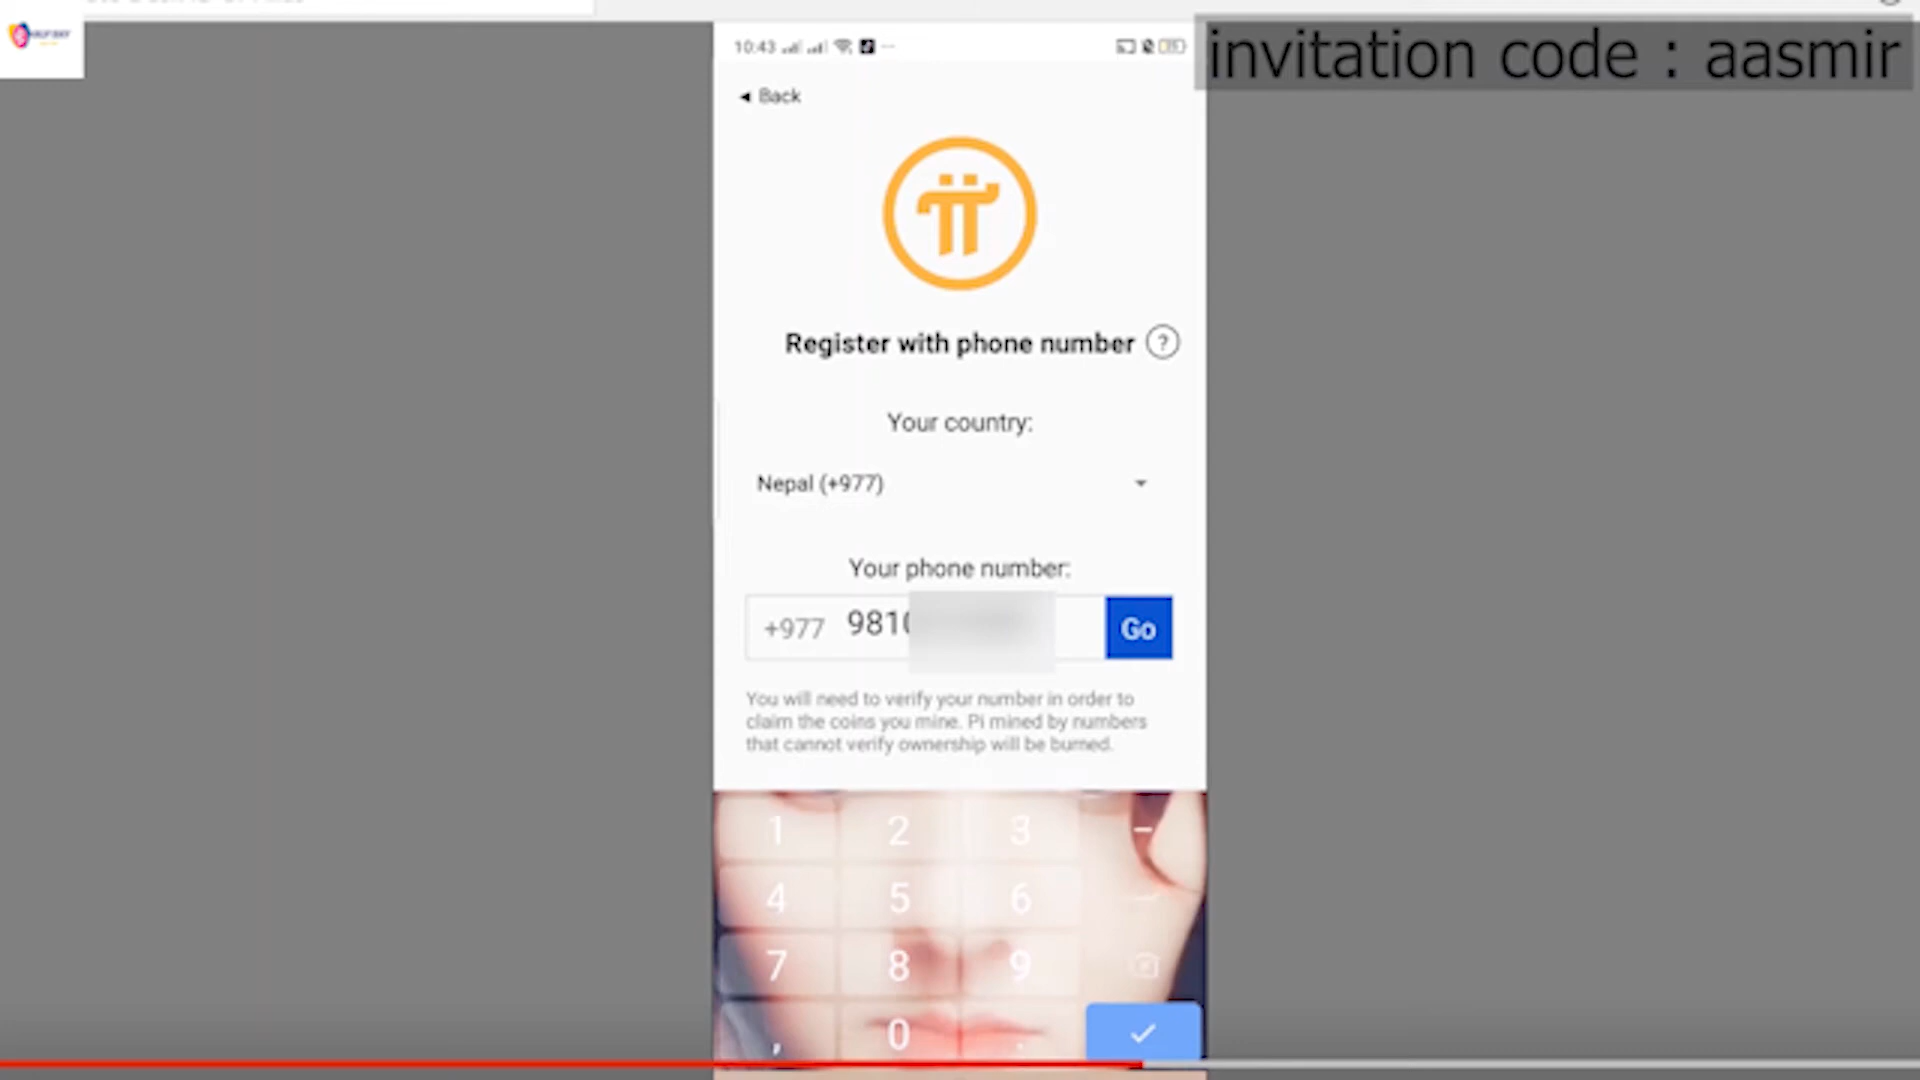 invitation code : aasmir
10:43
◄ Back
Register with phone number ?
Your country:
Nepal (+977)
Your phone number:
+977 981
Go
You will need to verify your number in order to
claim the coins you mine. Pi mined by numbers
that cannot verify ownership will be burned.
1 2 3 -
4 5 6
7 8 9
, 0 .